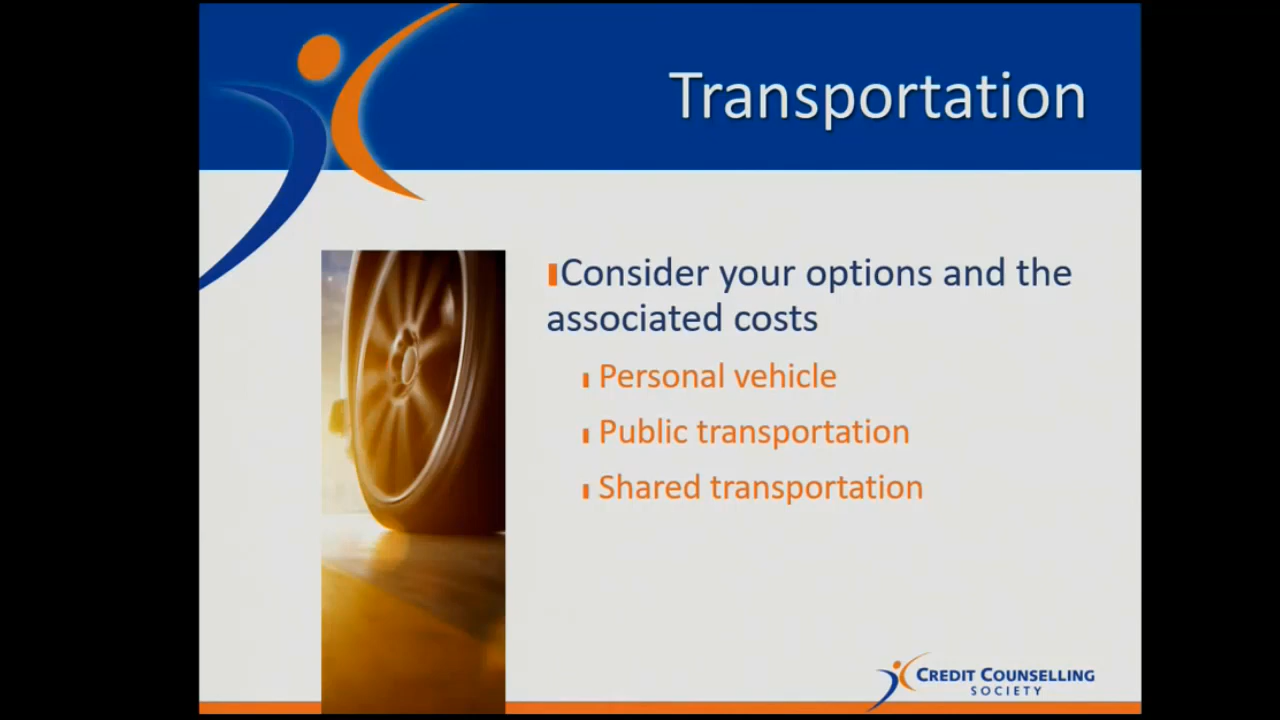 Transportation
Consider your options and the
associated costs
Personal vehicle
Public transportation
Shared transportation
CREDIT COUNSELLING
SOCIETY